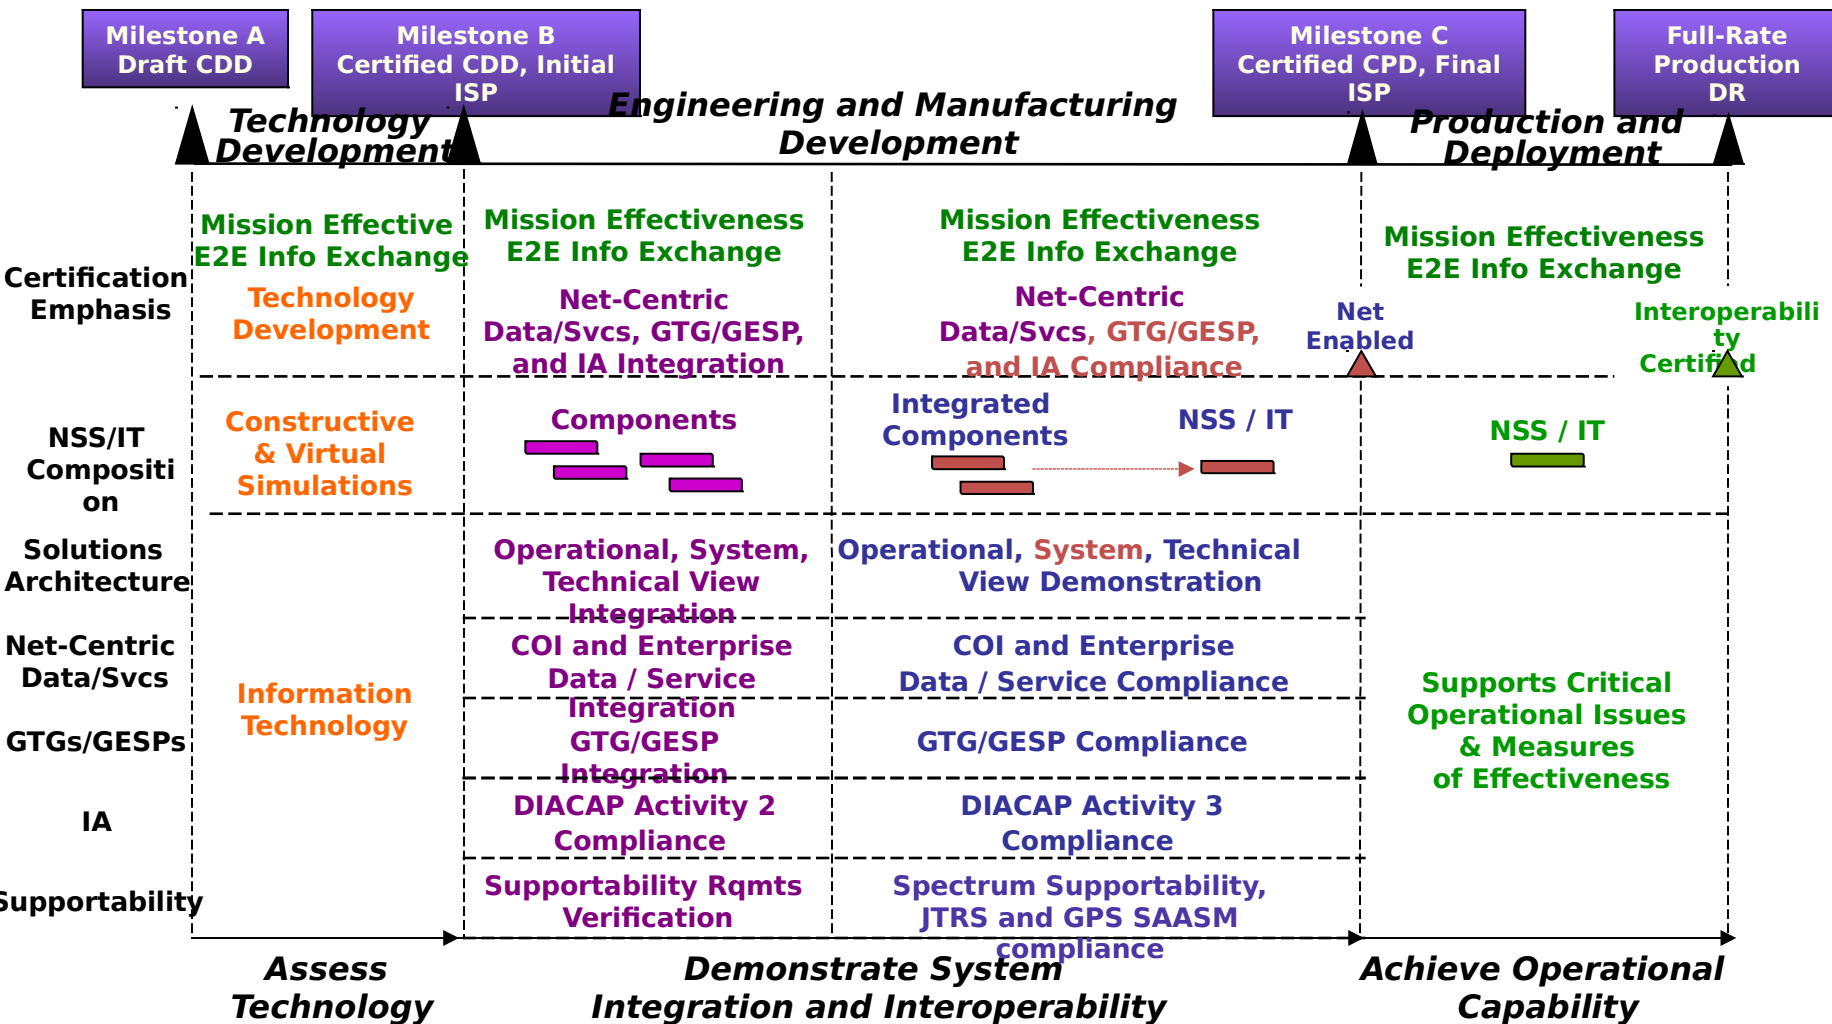 Milestone A
Draft CDD
Milestone B
Certified CDD, Initial
ISP
Milestone C
Certified CPD, Final
ISP
Full-Rate
Production
DR
Technology
Development
Engineering and Manufacturing
Development
Production and
Deployment
Certification
Emphasis
Mission Effective
E2E Info Exchange
Technology
Development
Mission Effectiveness
E2E Info Exchange
Net-Centric
Data/Svcs, GTG/GESP,
and IA Integration
Mission Effectiveness
E2E Info Exchange
Net-Centric
Data/Svcs, GTG/GESP,
and IA Compliance
Net
Enabled
Mission Effectiveness
E2E Info Exchange
Interoperabili
ty
Certified
NSS/IT
Compositi
on
Constructive
& Virtual
Simulations
Components
Integrated
Components
NSS / IT
NSS / IT
Solutions
Architecture
Operational, System,
Technical View
Integration
Operational, System, Technical
View Demonstration
Net-Centric
Data/Svcs
Information
Technology
COI and Enterprise
Data / Service
Integration
COI and Enterprise
Data / Service Compliance
Supports Critical
Operational Issues
& Measures
of Effectiveness
GTGs/GESPs
GTG/GESP
Integration
GTG/GESP Compliance
IA
DIACAP Activity 2
Compliance
DIACAP Activity 3
Compliance
Supportability
Supportability Rqmts
Verification
Spectrum Supportability,
JTRS and GPS SAASM
compliance
Assess
Technology
Demonstrate System
Integration and Interoperability
Achieve Operational
Capability